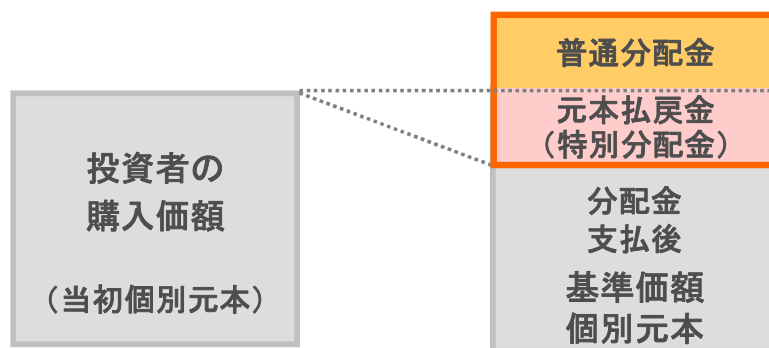 投資者の
購入価額
（当初個別元本）
普通分配金
元本払戻金
（特別分配金）
分配金
支払後
基準価額
個別元本